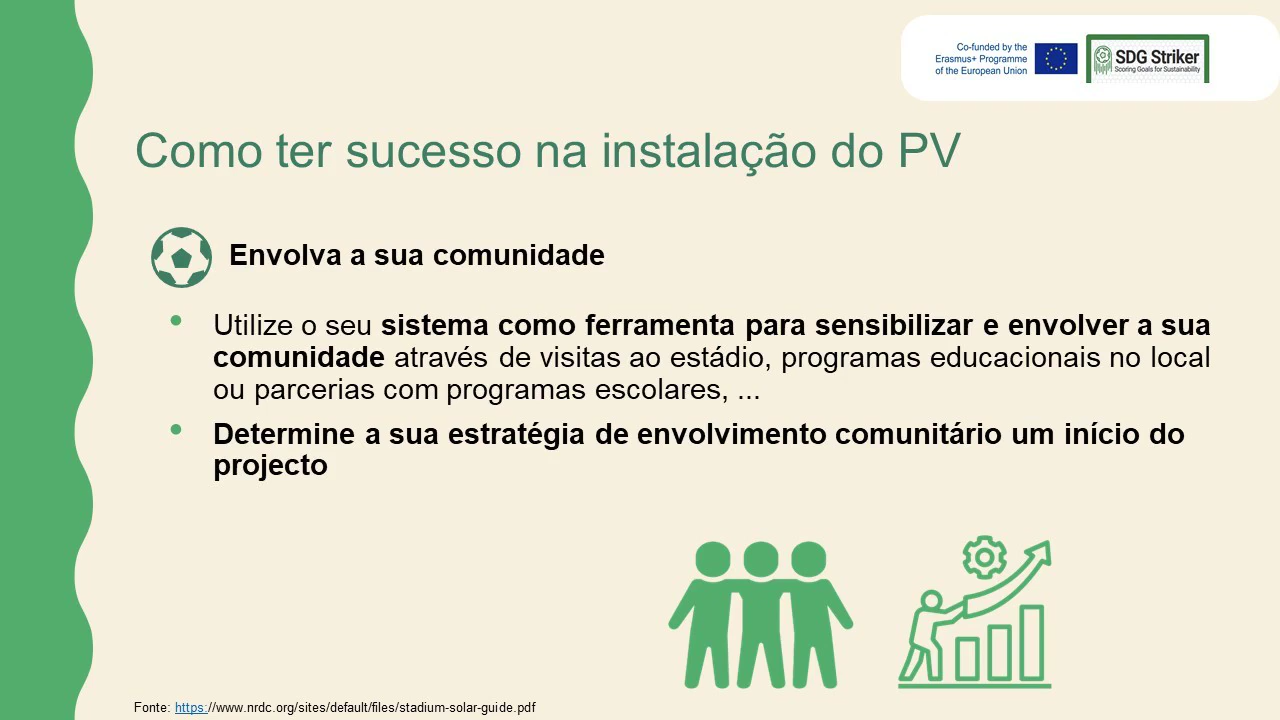 Co-funded by the
Erasmus+ Programme
of the European Union
SDG Striker
Scoring Goals for Sustainability
Como ter sucesso na instalação do PV
Envolva a sua comunidade
• Utilize o seu sistema como ferramenta para sensibilizar e envolver a sua
comunidade através de visitas ao estádio, programas educacionais no local
ou parcerias com programas escolares, ...
• Determine a sua estratégia de envolvimento comunitário um início do
projecto
Fonte: https://www.nrdc.org/sites/default/files/stadium-solar-guide.pdf